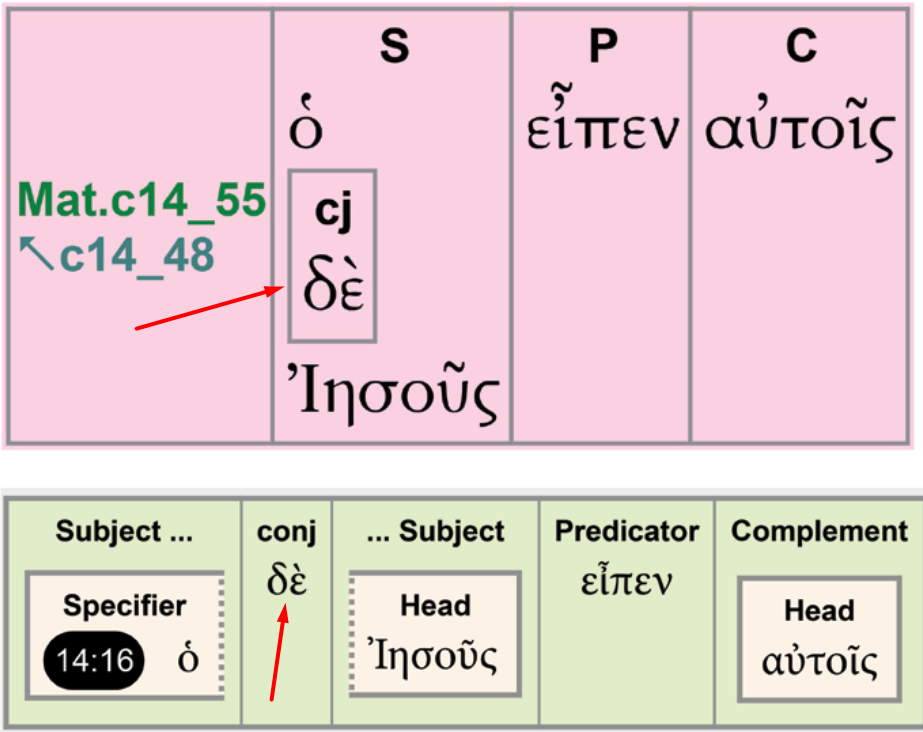 S P C
ὁ εἶπεν αὐτοῖς
Mat.c14_55
↖c14_48
cj
δὲ
Ἰησοῦς
Subject ... conj ... Subject Predicator Complement
δὲ εἶπεν
Specifier Head Head
14:16 ὁ Ἰησοῦς αὐτοῖς